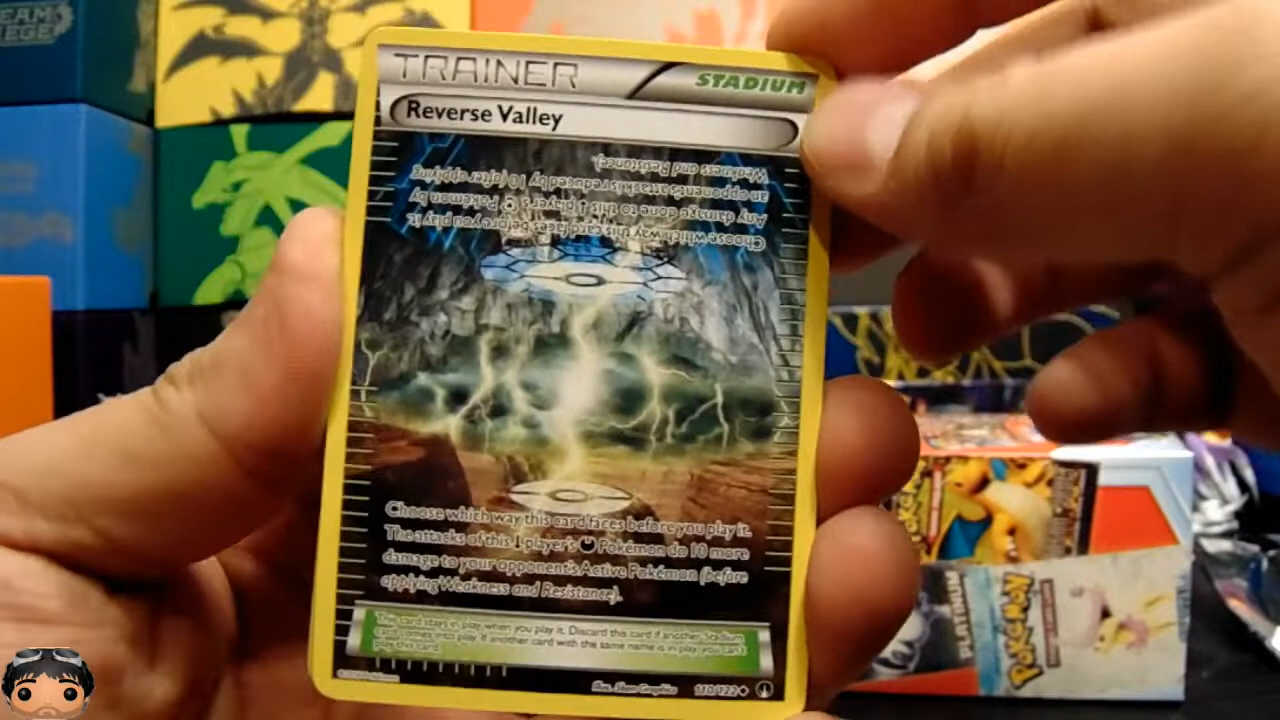 TEAM
SIEGE
TRAINER
STADIUM
Reverse Valley
Choose which way this card faces before you play it.
Any damage done to this ↓ player's Pokémon by
an opponent's attack is reduced by 10 (after applying
Weakness and Resistance).
Choose which way this card faces before you play it.
The attacks of this ↓ player's Pokémon do 10 more
damage to your opponent's Active Pokémon (before
applying Weakness and Resistance).
This card stays in play when you play it. Discard this card if another Stadium
card comes into play. If another card with the same name is in play, you can't
play this card.
Illus. 110/122
POKéMON
PLATINUM
POKéMON